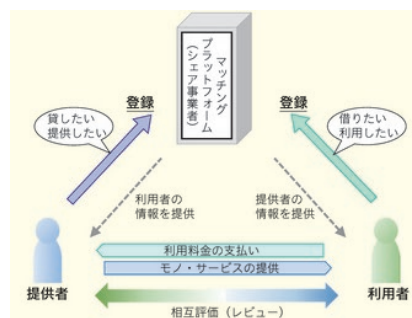 マッチング
プラットフォーム
(シェア事業者)
登録
登録
貸したい
提供したい
借りたい
利用したい
利用者の
情報を提供
提供者の
情報を提供
利用料金の支払い
モノ・サービスの提供
提供者
利用者
相互評価（レビュー）